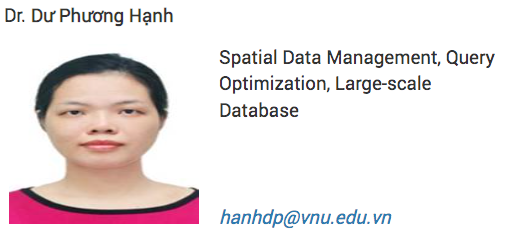 Dr. Dư Phương Hạnh
Spatial Data Management, Query
Optimization, Large-scale
Database
hanhdp@vnu.edu.vn